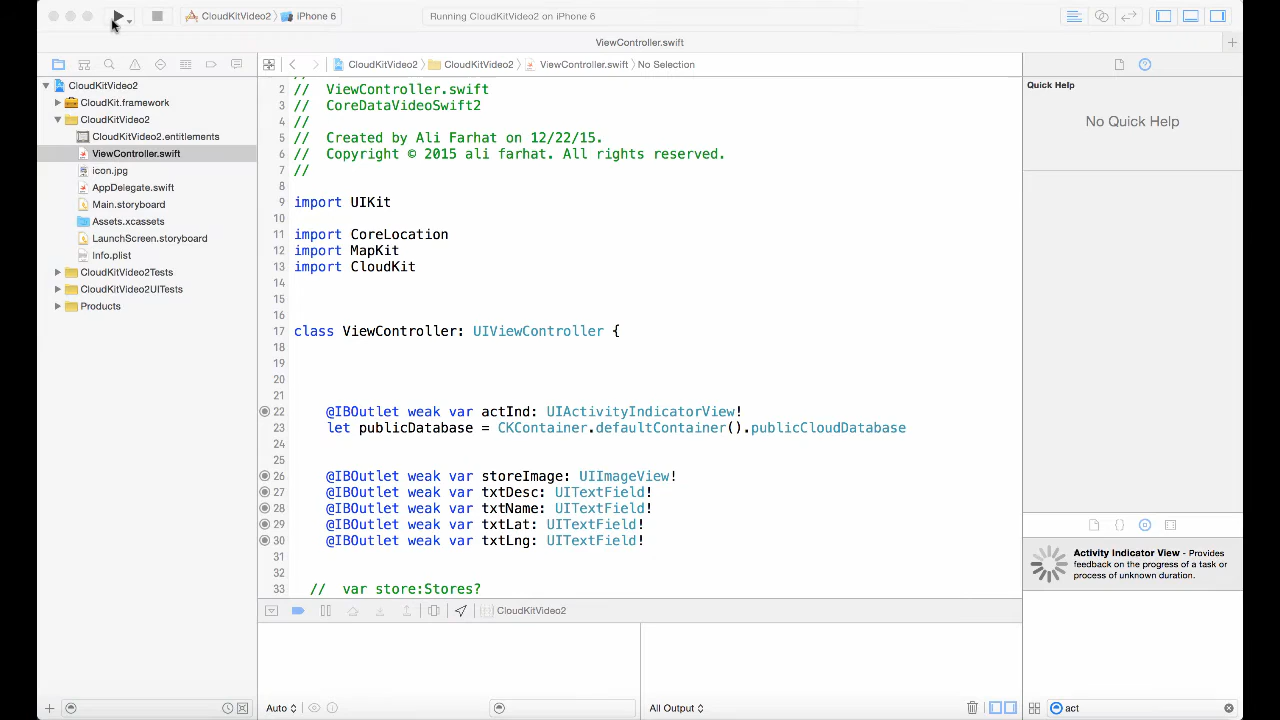 CloudKitVideo2 iPhone 6
Running CloudKitVideo2 on iPhone 6
ViewController.swift
CloudKitVideo2 CloudKitVideo2 ViewController.swift No Selection
CloudKitVideo2
CloudKit.framework
CloudKitVideo2
CloudKitVideo2.entitlements
ViewController.swift
icon.jpg
AppDelegate.swift
Main.storyboard
Assets.xcassets
LaunchScreen.storyboard
Info.plist
CloudKitVideo2Tests
CloudKitVideo2UITests
Products
2 // ViewController.swift
3 // CoreDataVideoSwift2
4 //
5 // Created by Ali Farhat on 12/22/15.
6 // Copyright © 2015 ali farhat. All rights reserved.
7 //
8
9 import UIKit
10
11 import CoreLocation
12 import MapKit
13 import CloudKit
14
15
16
17 class ViewController: UIViewController {
18
19
20
21
22 @IBOutlet weak var actInd: UIActivityIndicatorView!
23 let publicDatabase = CKContainer.defaultContainer().publicCloudDatabase
24
25
26 @IBOutlet weak var storeImage: UIImageView!
27 @IBOutlet weak var txtDesc: UITextField!
28 @IBOutlet weak var txtName: UITextField!
29 @IBOutlet weak var txtLat: UITextField!
30 @IBOutlet weak var txtLng: UITextField!
31
32
33 // var store:Stores?
CloudKitVideo2
Auto
All Output
Quick Help
No Quick Help
Activity Indicator View - Provides
feedback on the progress of a task or
process of unknown duration.
act